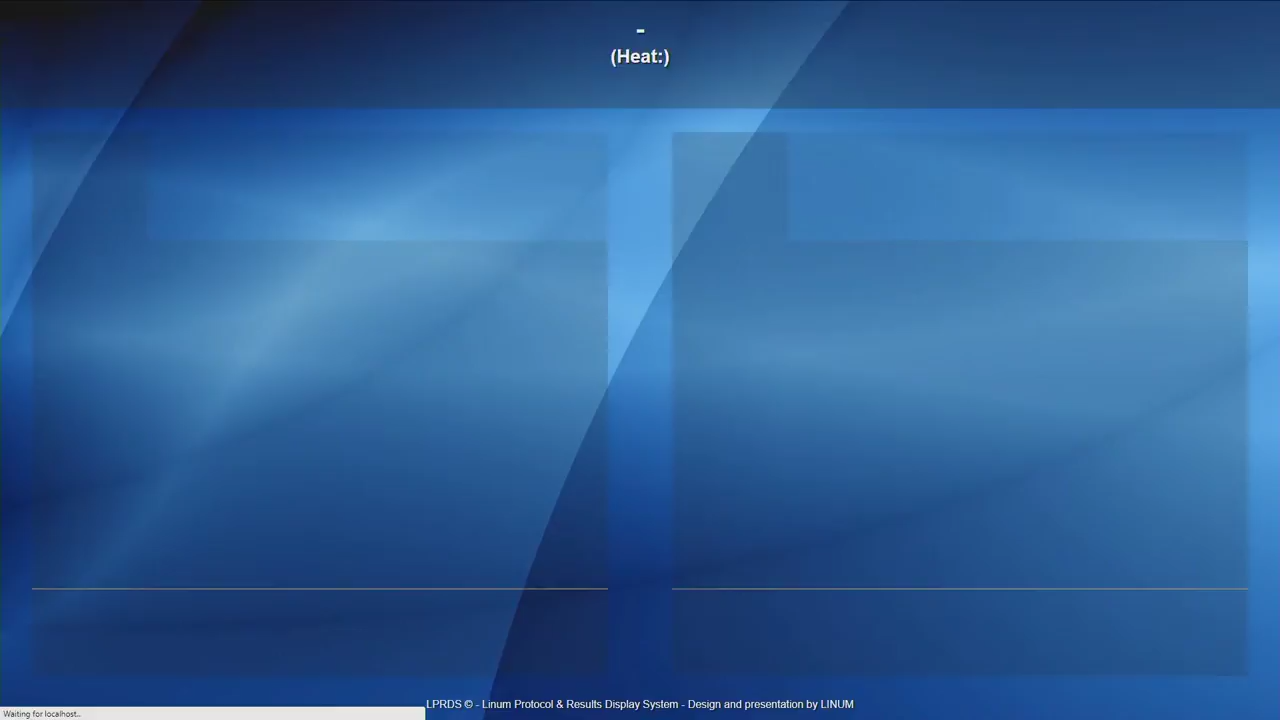 -
(Heat:)
LPRDS © - Linum Protocol & Results Display System - Design and presentation by LINUM
Waiting for localhost...